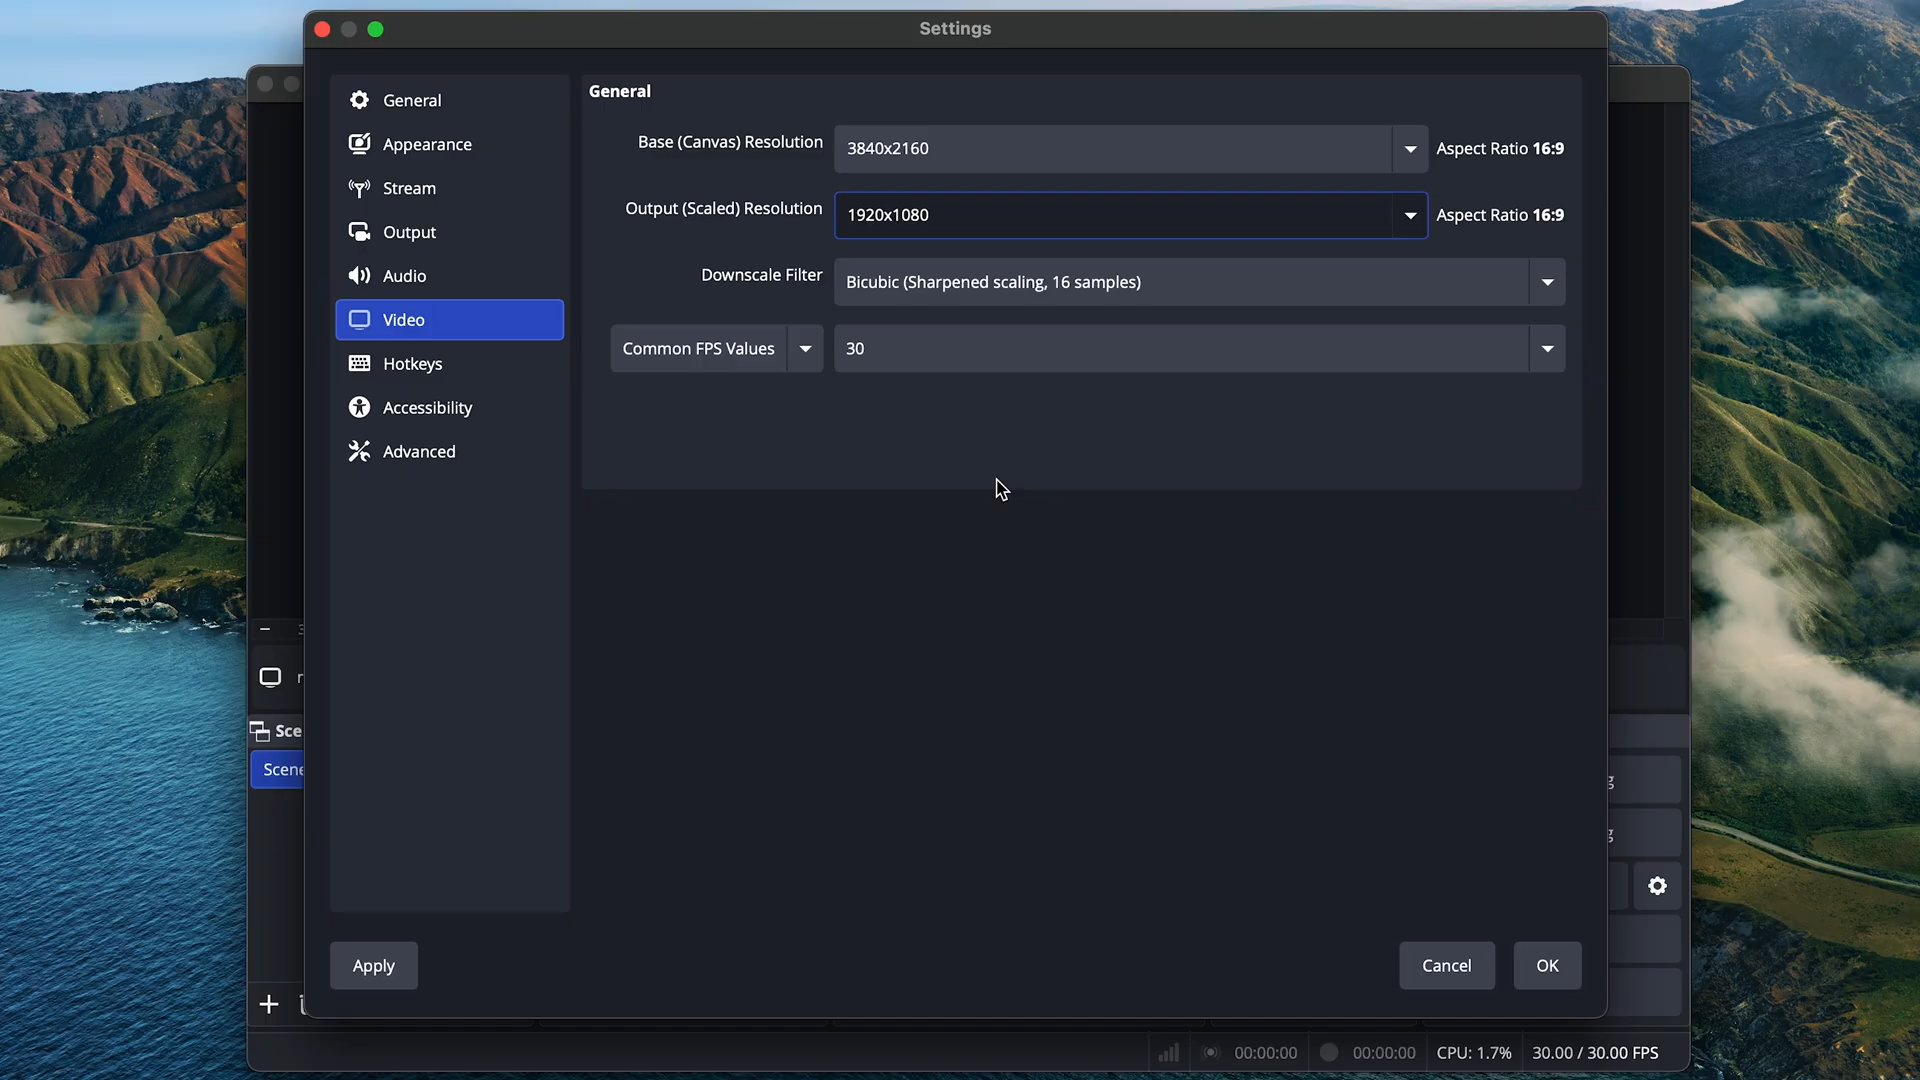 Settings
General
Appearance
Stream
Output
Audio
Video
Hotkeys
Accessibility
Advanced
General
Base (Canvas) Resolution 3840x2160 Aspect Ratio 16:9
Output (Scaled) Resolution 1920x1080 Aspect Ratio 16:9
Downscale Filter Bicubic (Sharpened scaling, 16 samples)
Common FPS Values 30
Sce
Scene
g
g
Apply
Cancel
OK
00:00:00
00:00:00
CPU: 1.7%
30.00 / 30.00 FPS